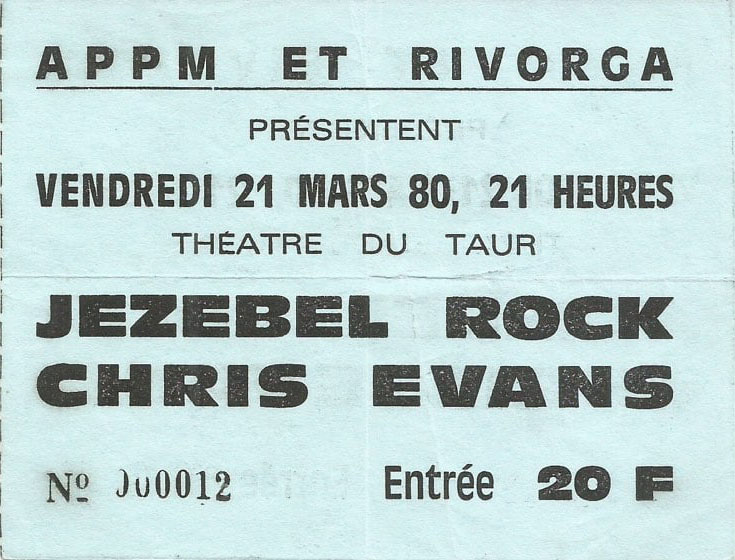 APPM ET RIVORGA
PRÉSENTENT
VENDREDI 21 MARS 80, 21 HEURES
THÉATRE DU TAUR
JEZEBEL ROCK
CHRIS EVANS
Nº 000012 Entrée 20 F